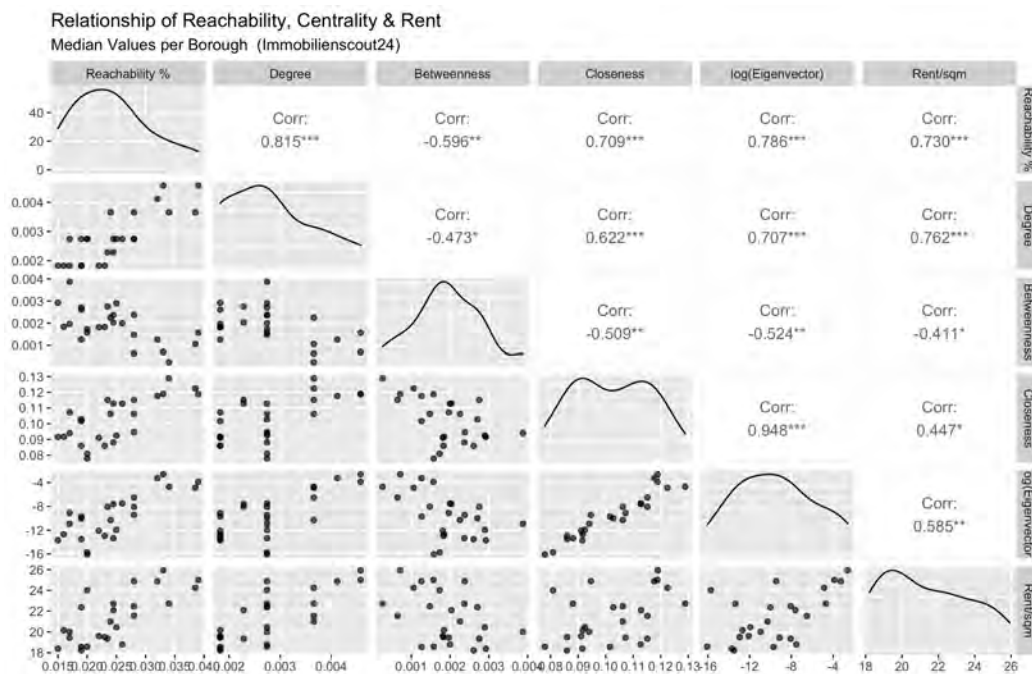 Relationship of Reachability, Centrality & Rent
Median Values per Borough (Immobilienscout24)
Reachability % Degree Betweenness Closeness log(Eigenvector) Rent/sqm
40
20
0
Corr: Corr: Corr: Corr: Corr:
0.815*** -0.596** 0.709*** 0.786*** 0.730***
Reachability %
0.004
0.003
0.002
Corr: Corr: Corr: Corr:
-0.473* 0.622*** 0.707*** 0.762***
Degree
0.004
0.003
0.002
0.001
Corr: Corr: Corr:
-0.509** -0.524** -0.411*
Betweenness
0.13
0.12
0.11
0.10
0.09
0.08
Corr: Corr:
0.948*** 0.447*
Closeness
-4
-8
-12
-16
Corr:
0.585**
og(Eigenvector)
26
24
22
20
18
Rent/sqm
0.015 0.020 0.025 0.030 0.035 0.04 0.002 0.003 0.004 0.001 0.002 0.003 0.004 0.08 0.09 0.10 0.11 0.12 0.13 -16 -12 -8 -4 18 20 22 24 26